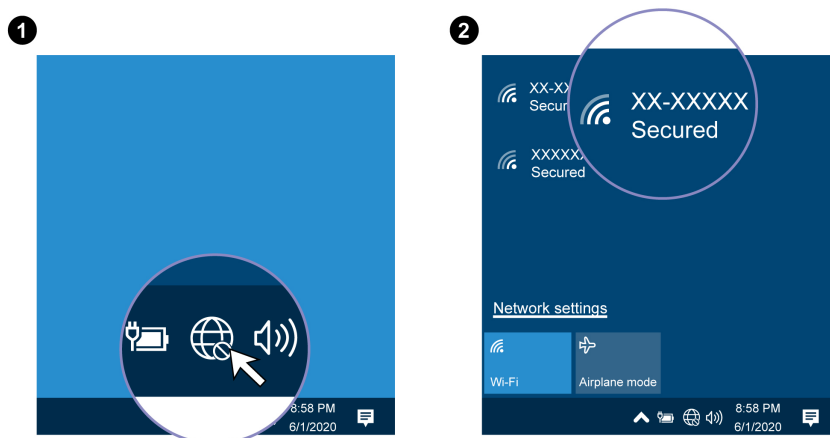 1
8:58 PM
6/1/2020
2
XX-XX
Secur
XX-XXXXX
Secured
XXXXX
Secured
Network settings
Wi-Fi
Airplane mode
8:58 PM
6/1/2020